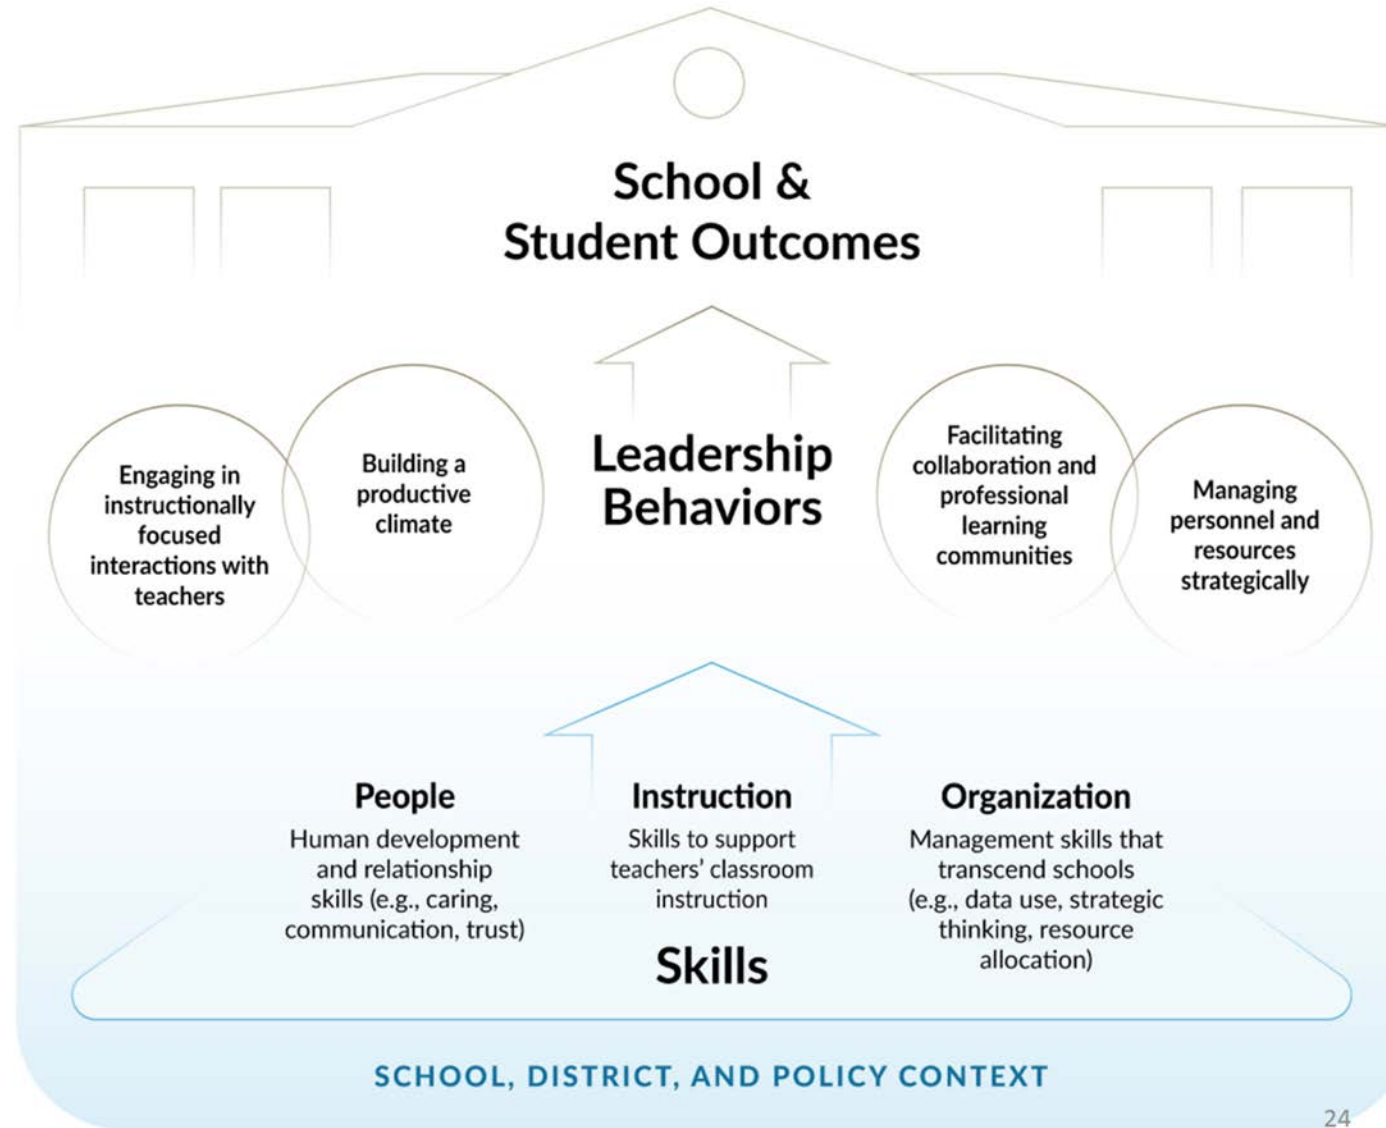 School &
Student Outcomes
Engaging in
instructionally
focused
interactions with
teachers
Building a
productive
climate
Leadership
Behaviors
Facilitating
collaboration and
professional
learning
communities
Managing
personnel and
resources
strategically
People
Human development
and relationship
skills (e.g., caring,
communication, trust)
Instruction
Skills to support
teachers' classroom
instruction
Organization
Management skills that
transcend schools
(e.g., data use, strategic
thinking, resource
allocation)
Skills
SCHOOL, DISTRICT, AND POLICY CONTEXT
24